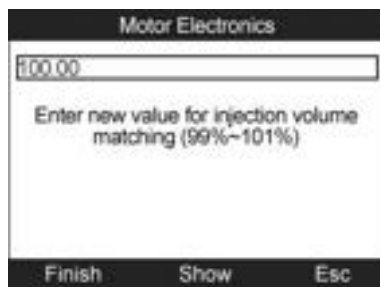 Motor Electronics
100.00
Enter new value for injection volume
matching (99%~101%)
Finish Show Esc